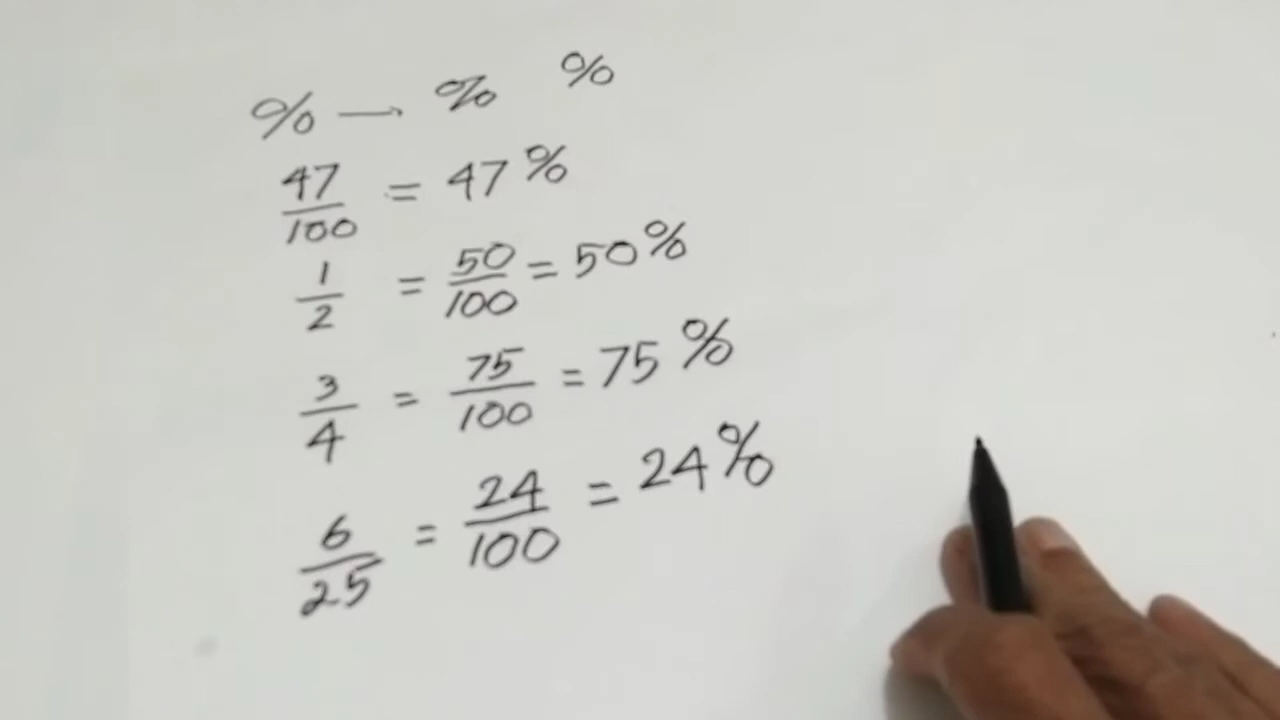 % — % %
47/100 = 47%
1/2 = 50/100 = 50%
3/4 = 75/100 = 75%
6/25 = 24/100 = 24%